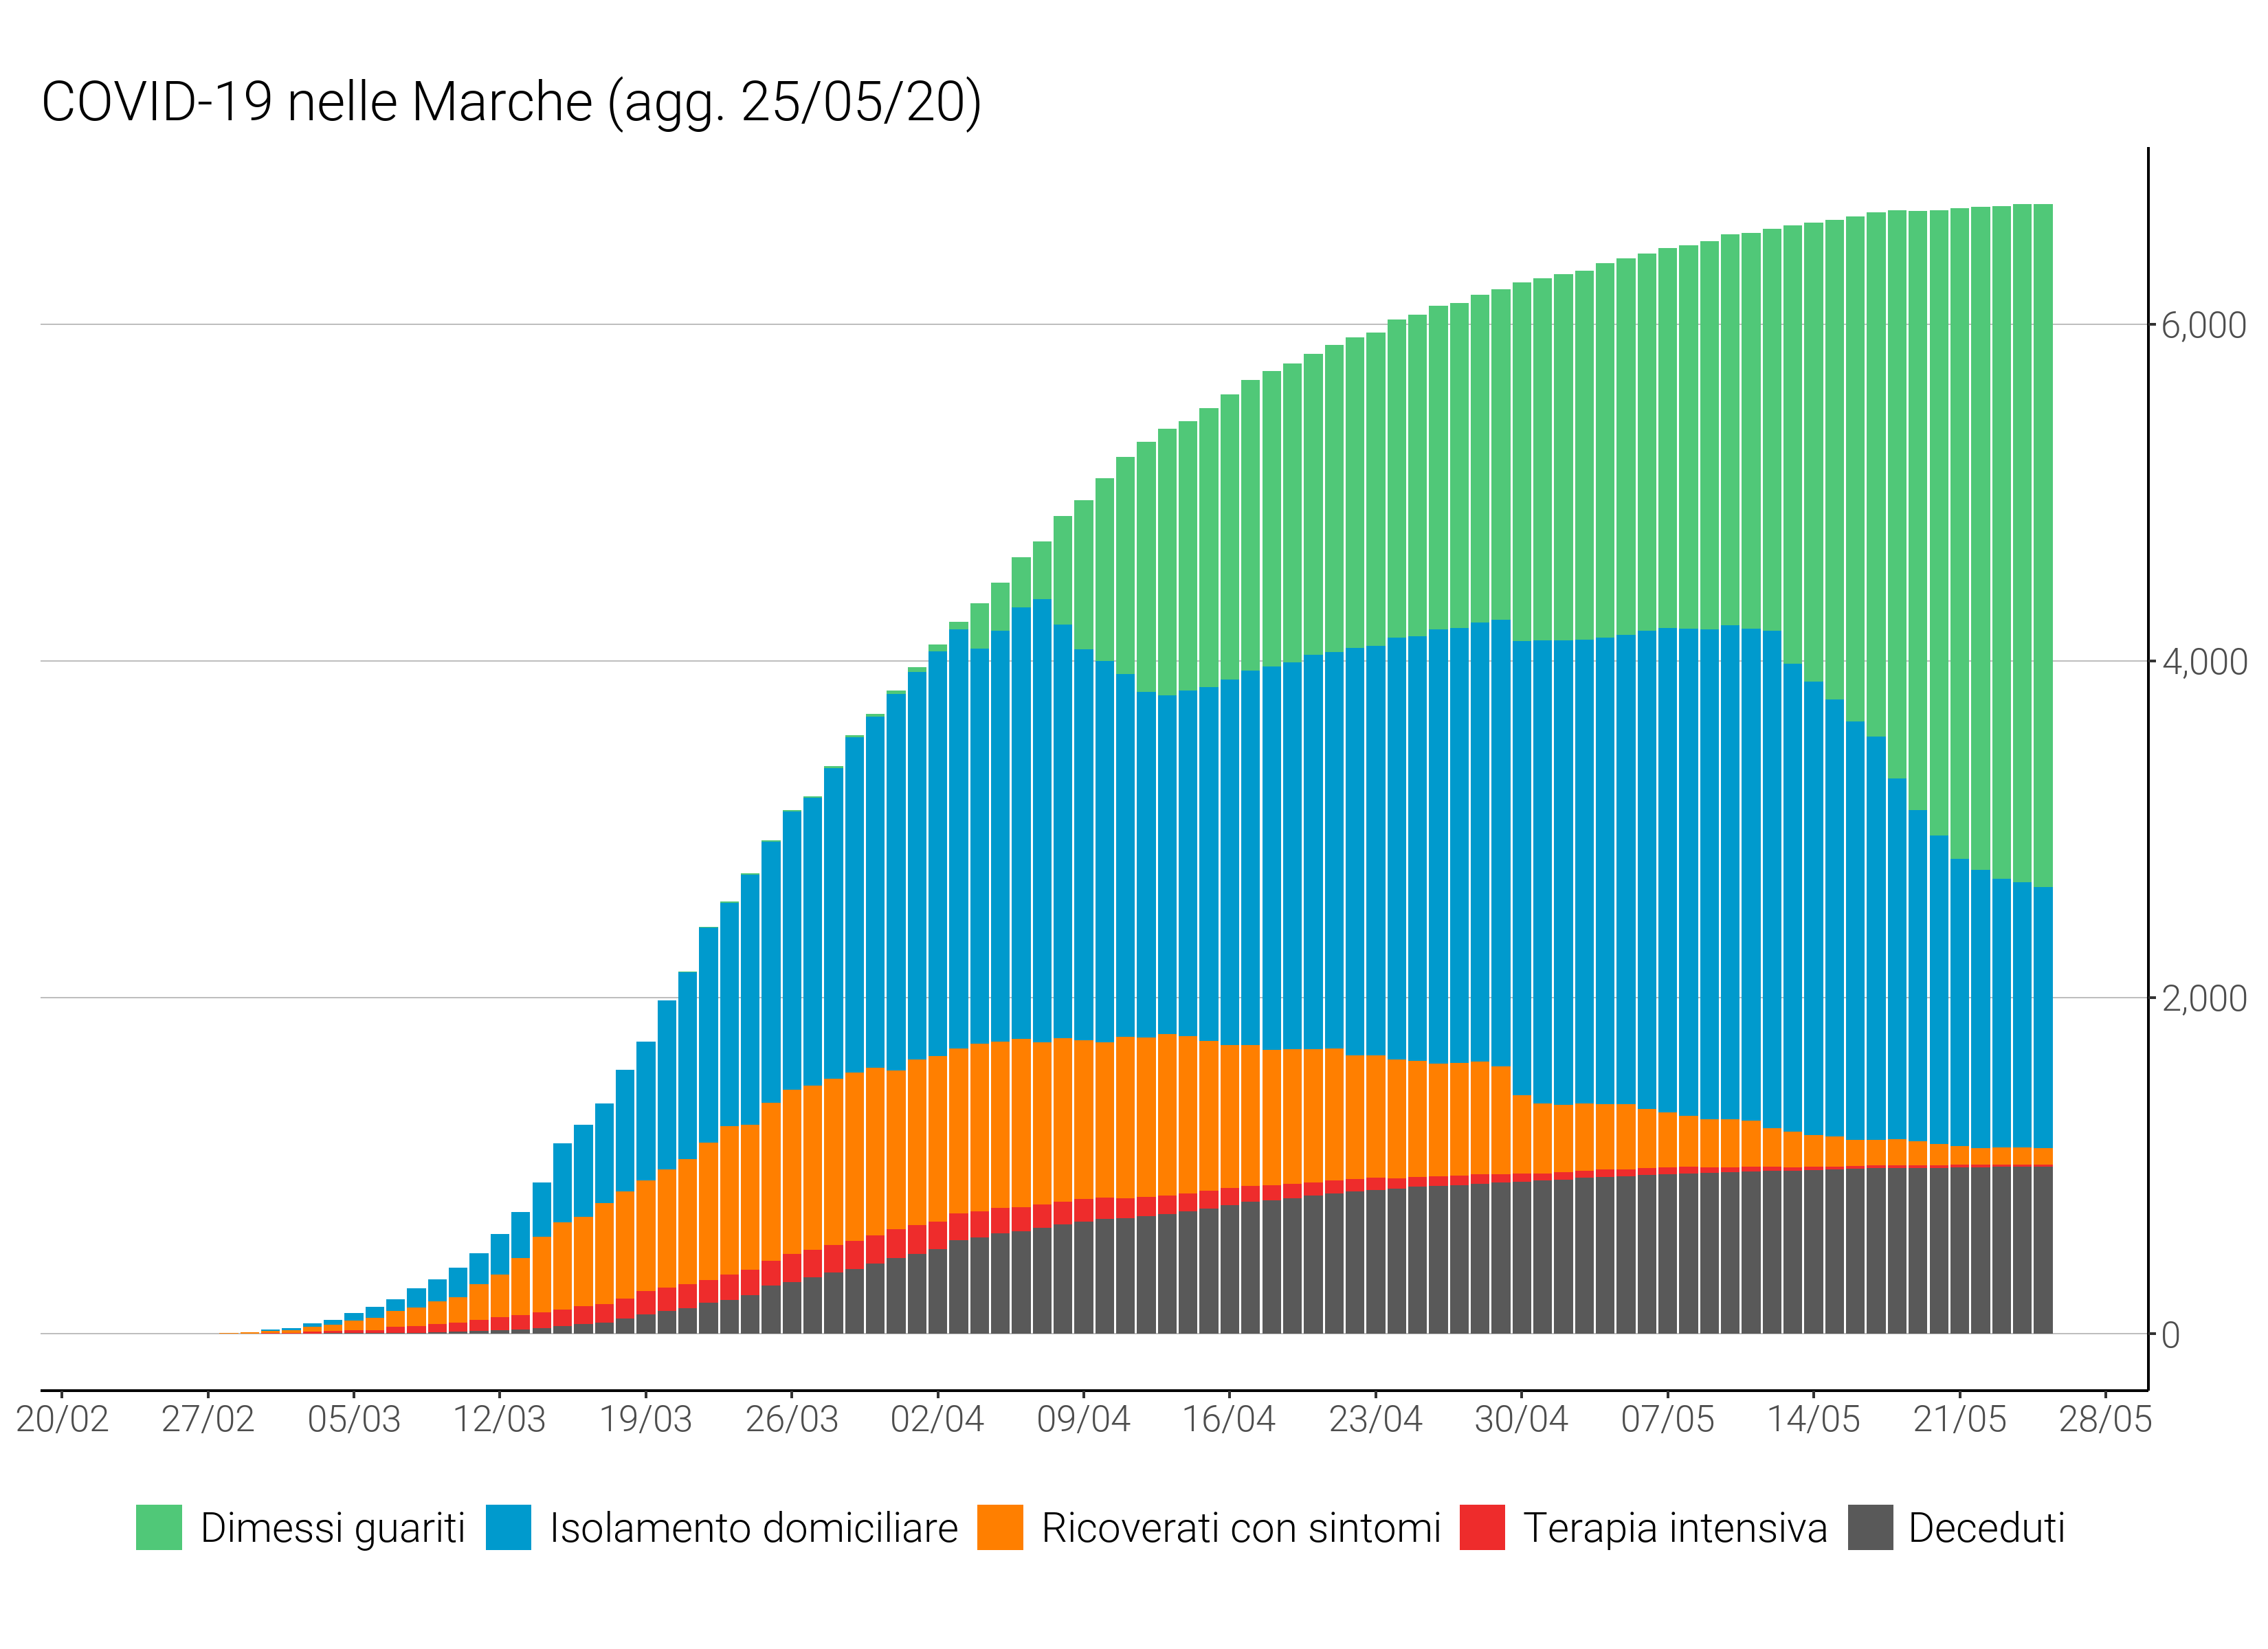 COVID-19 nelle Marche (agg. 25/05/20)
6,000
4,000
2,000
0
20/02 27/02 05/03 12/03 19/03 26/03 02/04 09/04 16/04 23/04 30/04 07/05 14/05 21/05 28/05
Dimessi guariti Isolamento domiciliare Ricoverati con sintomi Terapia intensiva Deceduti